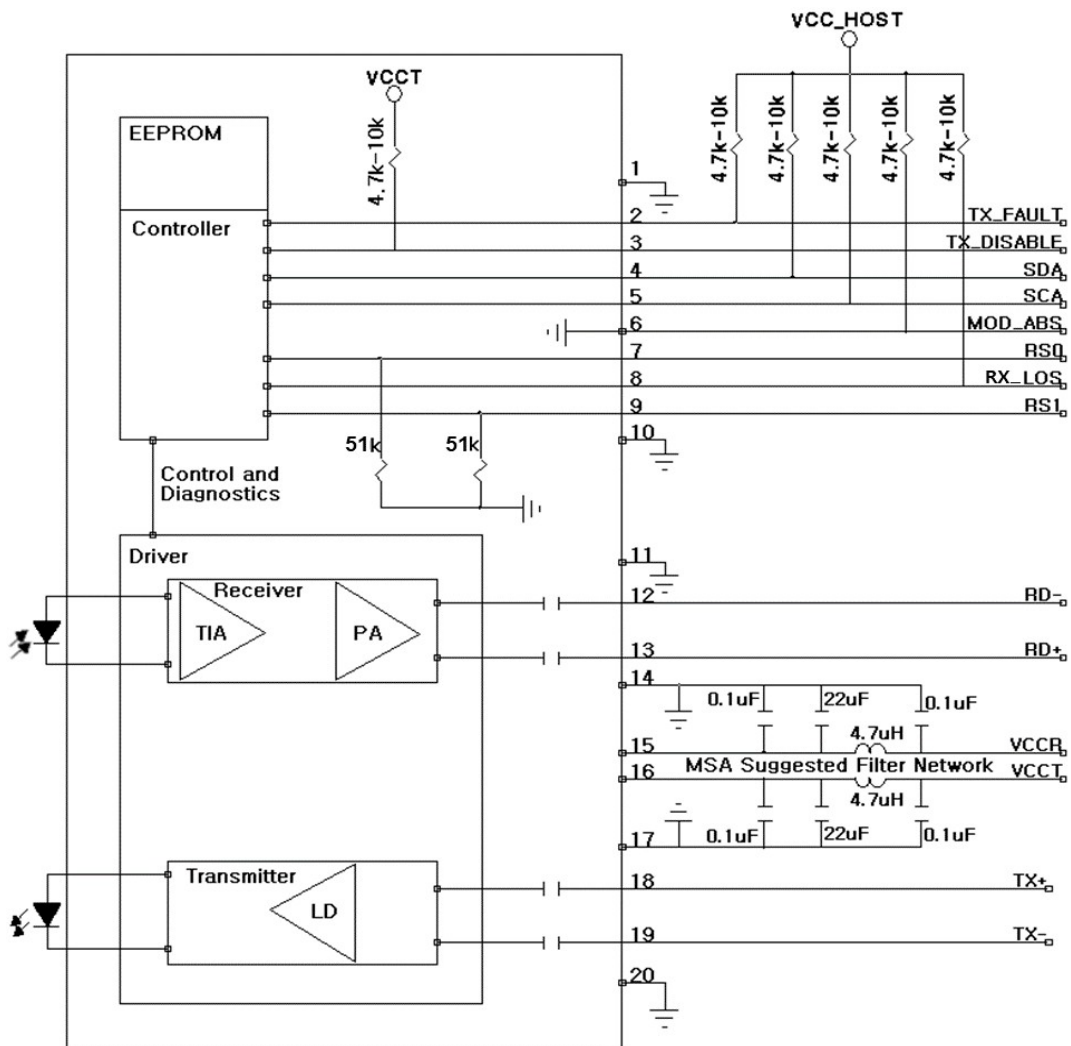 VCC_HOST
VCCT
4.7k-10k
4.7k-10k
4.7k-10k
4.7k-10k
4.7k-10k
4.7k-10k
EEPROM
Controller
1
2 TX_FAULT
3 TX_DISABLE
4 SDA
5 SCA
6 MOD_ABS
7 RS0
8 RX_LOS
9 RS1
10
51k 51k
Control and
Diagnostics
Driver
11
Receiver
TIA PA
12 RD-
13 RD+
14
0.1uF 22uF 0.1uF
4.7uH
15 VCCR
MSA Suggested Filter Network
16 VCCT
4.7uH
0.1uF 22uF 0.1uF
17
Transmitter
LD
18 TX+
19 TX-
20